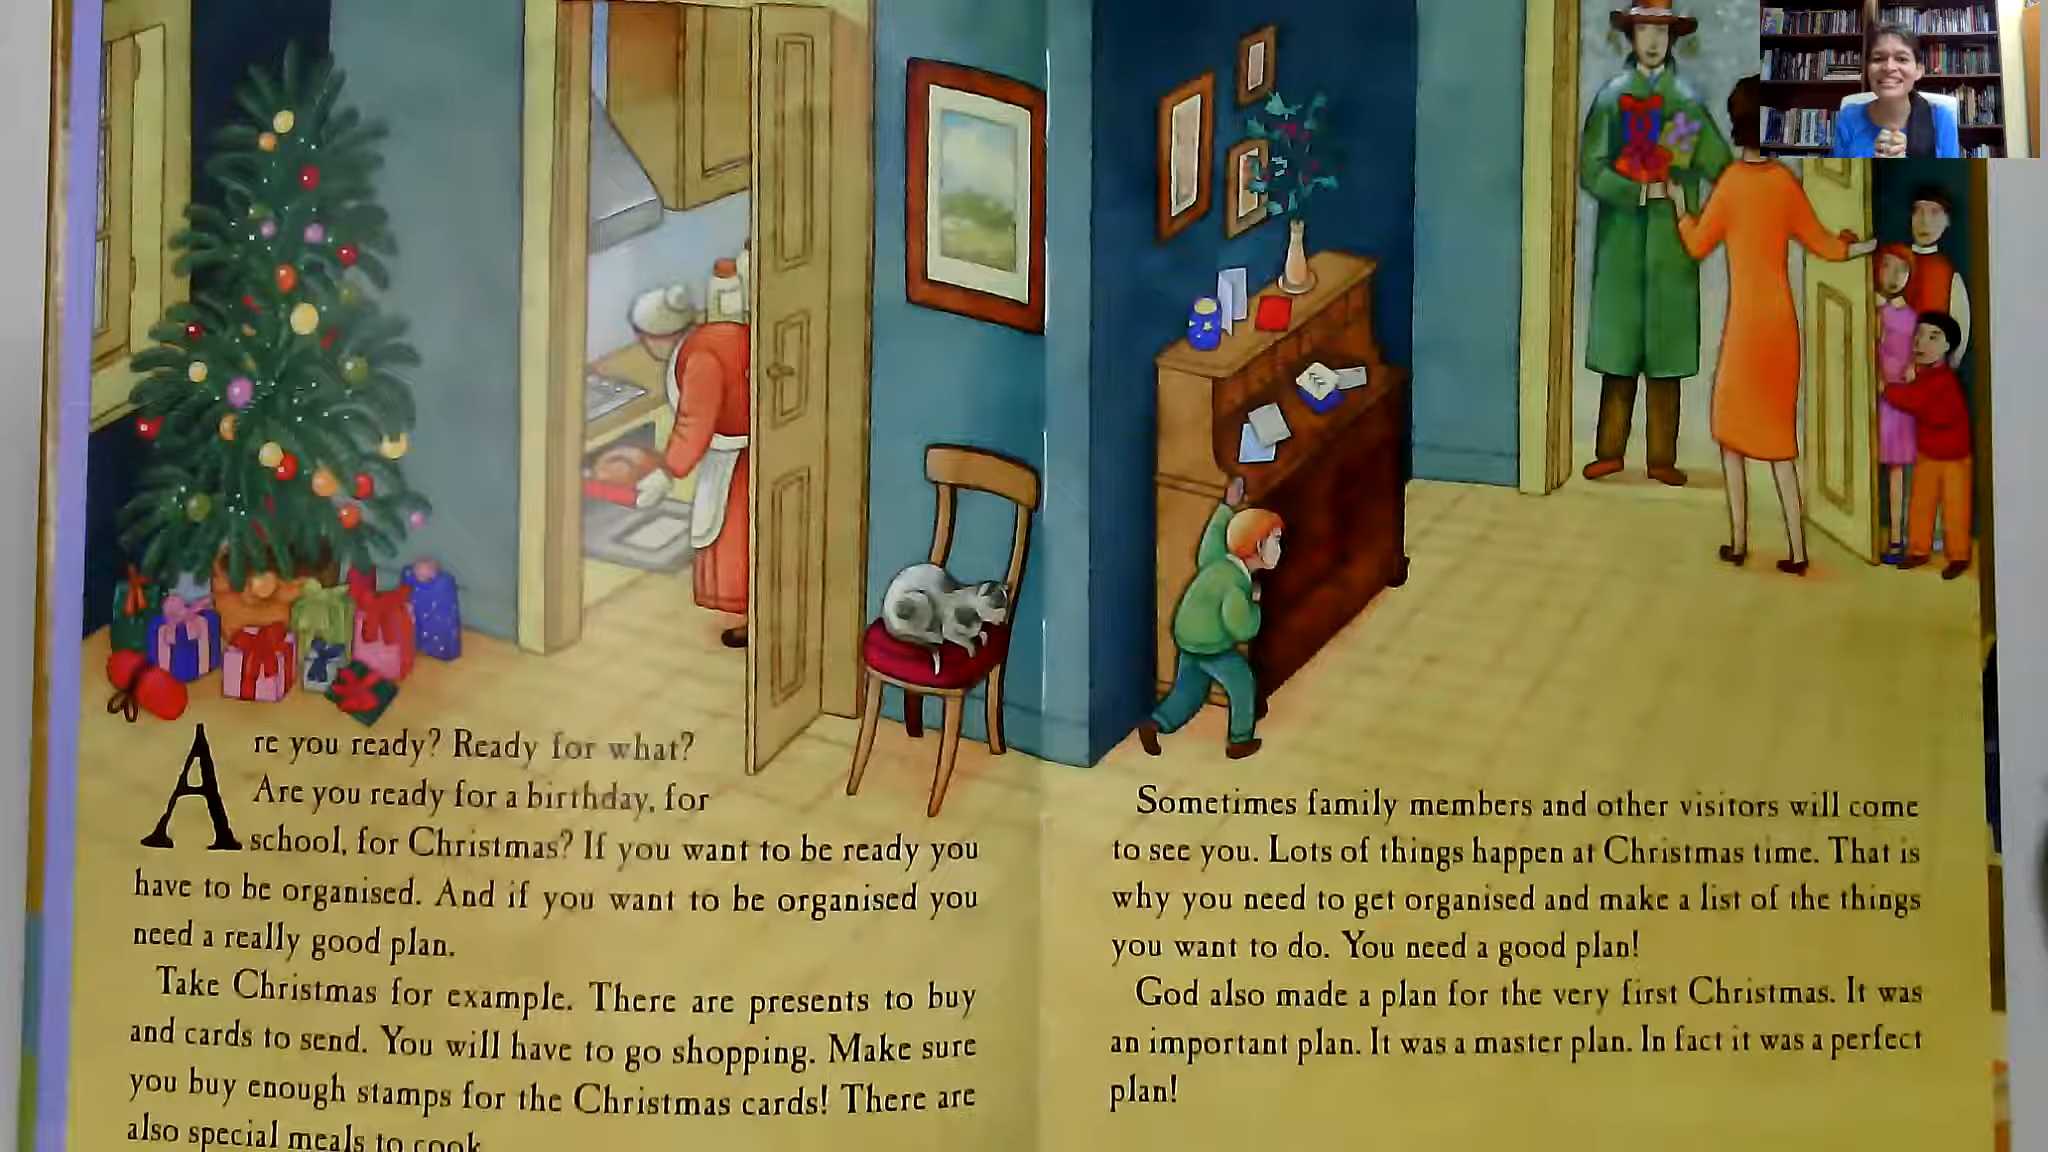 Are you ready? Ready for what?
Are you ready for a birthday, for
school, for Christmas? If you want to be ready you
have to be organised. And if you want to be organised you
need a really good plan.
Take Christmas for example. There are presents to buy
and cards to send. You will have to go shopping. Make sure
you buy enough stamps for the Christmas cards! There are
also special meals to cook
Sometimes family members and other visitors will come
to see you. Lots of things happen at Christmas time. That is
why you need to get organised and make a list of the things
you want to do. You need a good plan!
God also made a plan for the very first Christmas. It was
an important plan. It was a master plan. In fact it was a perfect
plan!